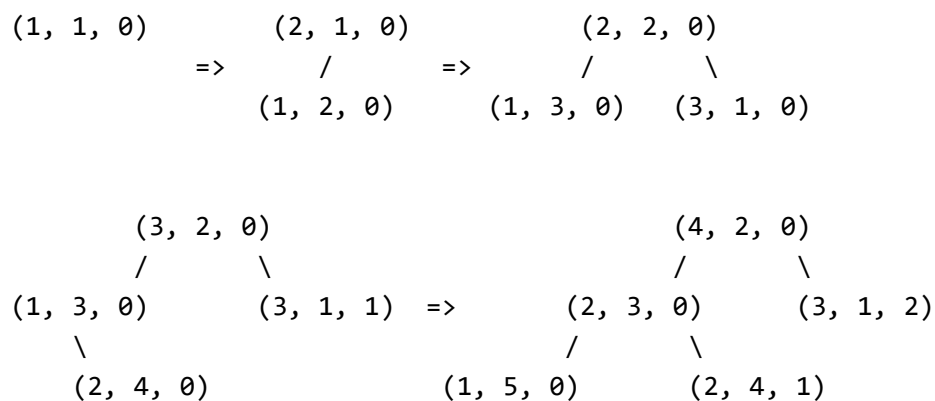 (1, 1, 0) (2, 1, 0) (2, 2, 0)
=> / => / \
(1, 2, 0) (1, 3, 0) (3, 1, 0)
(3, 2, 0) (4, 2, 0)
/ \ / \
(1, 3, 0) (3, 1, 1) => (2, 3, 0) (3, 1, 2)
\ / \
(2, 4, 0) (1, 5, 0) (2, 4, 1)